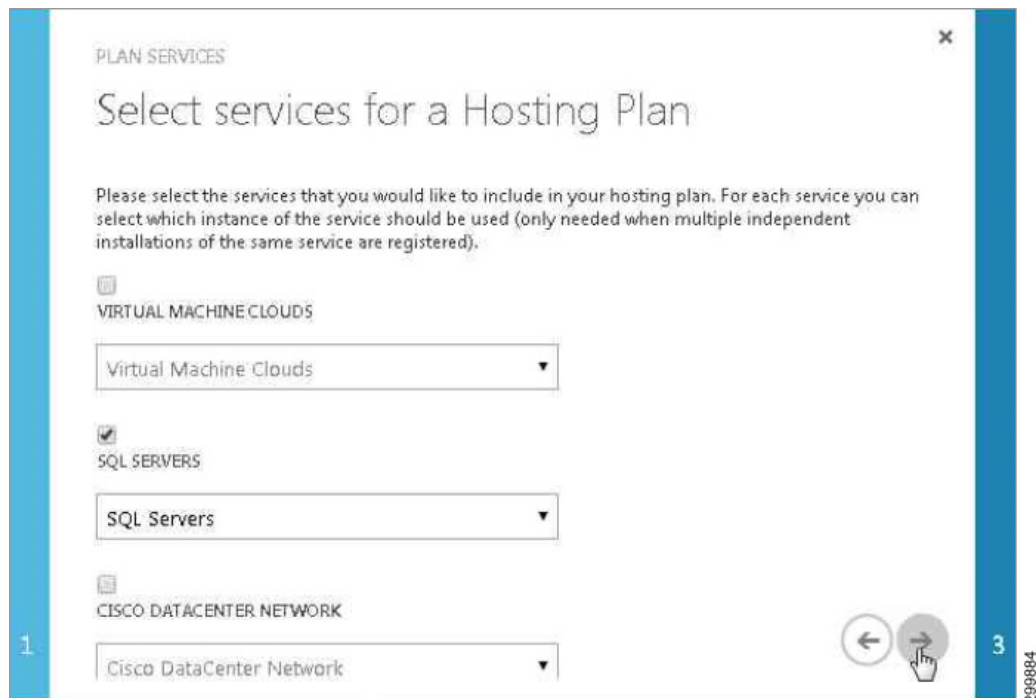 PLAN SERVICES
Select services for a Hosting Plan
Please select the services that you would like to include in your hosting plan. For each service you can
select which instance of the service should be used (only needed when multiple independent
installations of the same service are registered).
VIRTUAL MACHINE CLOUDS
Virtual Machine Clouds
SQL SERVERS
SQL Servers
CISCO DATACENTER NETWORK
Cisco DataCenter Network
1
3